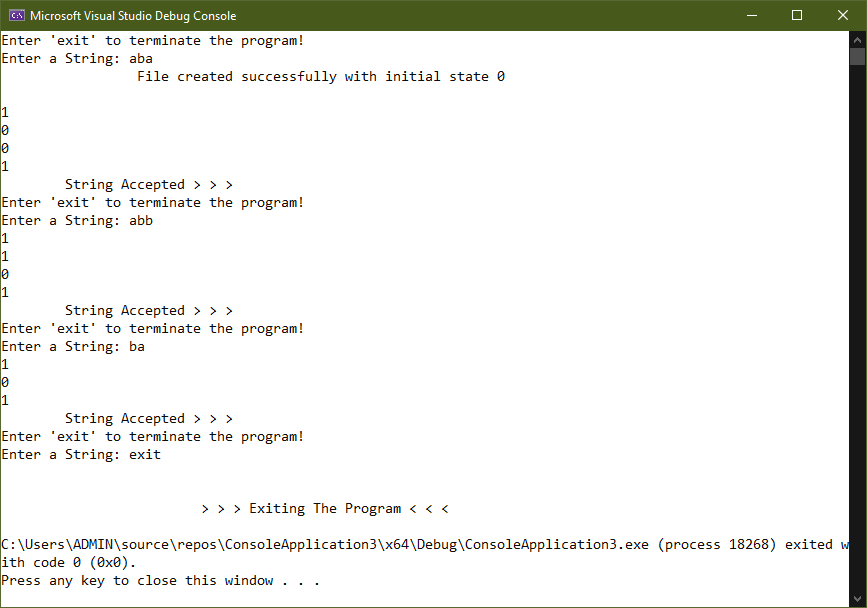 Microsoft Visual Studio Debug Console
Enter 'exit' to terminate the program!
Enter a String: aba
File created successfully with initial state 0
1
0
0
1
String Accepted > > >
Enter 'exit' to terminate the program!
Enter a String: abb
1
1
0
1
String Accepted > > >
Enter 'exit' to terminate the program!
Enter a String: ba
1
0
1
String Accepted > > >
Enter 'exit' to terminate the program!
Enter a String: exit
> > > Exiting The Program < < <
C:\Users\ADMIN\source\repos\ConsoleApplication3\x64\Debug\ConsoleApplication3.exe (process 18268) exited w
ith code 0 (0x0).
Press any key to close this window . . .